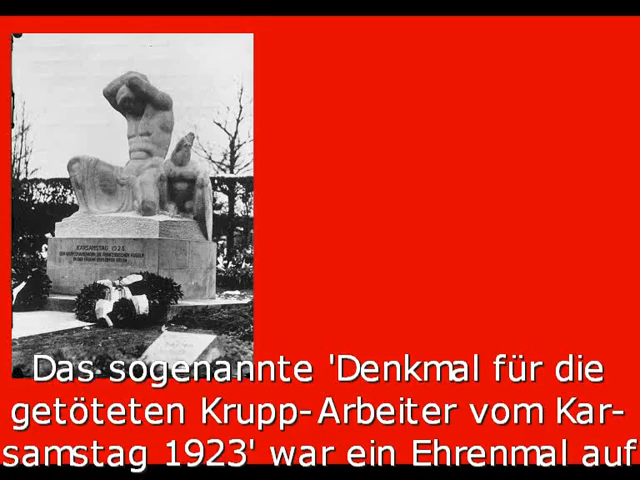 KARSAMSTAG 1923
Das sogenannte 'Denkmal für die
getöteten Krupp-Arbeiter vom Kar-
samstag 1923' war ein Ehrenmal auf